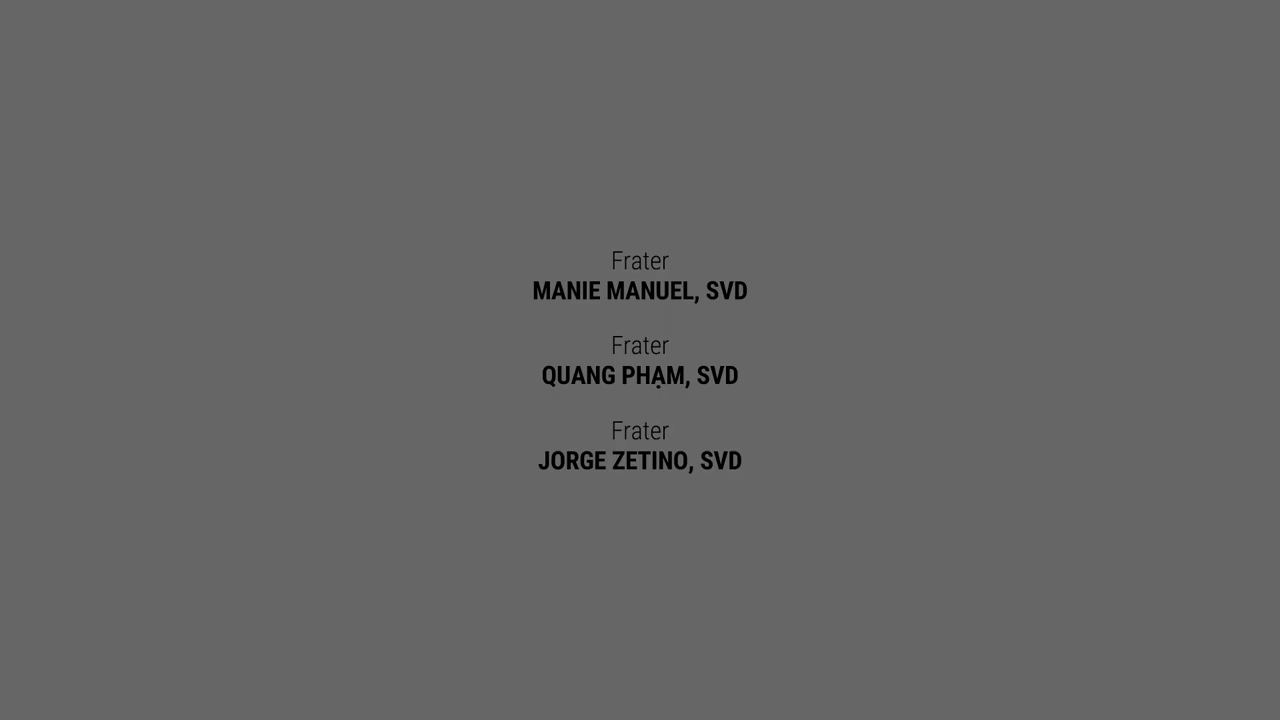 Frater
MANIE MANUEL, SVD
Frater
QUANG PHẠM, SVD
Frater
JORGE ZETINO, SVD